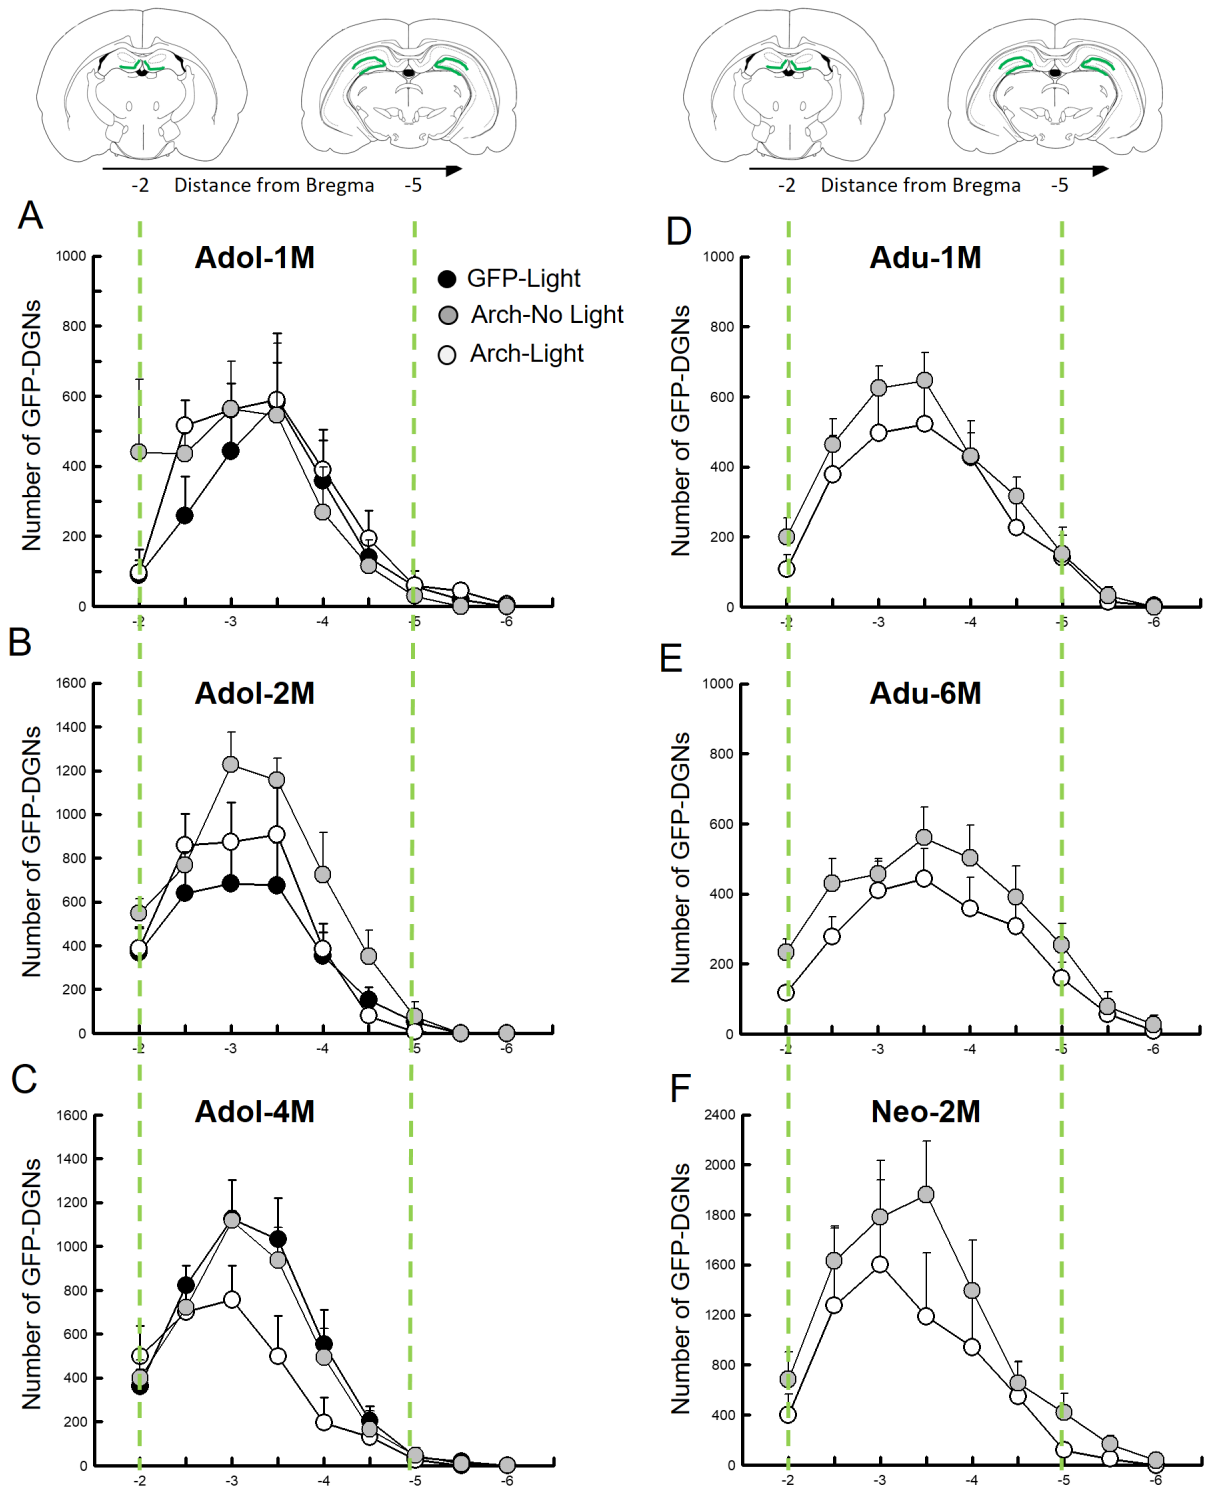 -2 Distance from Bregma -5
-2 Distance from Bregma -5
A
Adol-1M
GFP-Light
Arch-No Light
Arch-Light
Number of GFP-DGNs
1000
800
600
400
200
0
-2 -3 -4 -5 -6
D
Adu-1M
Number of GFP-DGNs
1000
800
600
400
200
0
-2 -3 -4 -5 -6
B
Adol-2M
Number of GFP-DGNs
1600
1400
1200
1000
800
600
400
200
0
-2 -3 -4 -5 -6
E
Adu-6M
Number of GFP-DGNs
1000
800
600
400
200
0
-2 -3 -4 -5 -6
C
Adol-4M
Number of GFP-DGNs
1600
1400
1200
1000
800
600
400
200
0
-2 -3 -4 -5 -6
F
Neo-2M
Number of GFP-DGNs
2400
2000
1800
1600
1200
800
400
0
-2 -3 -4 -5 -6